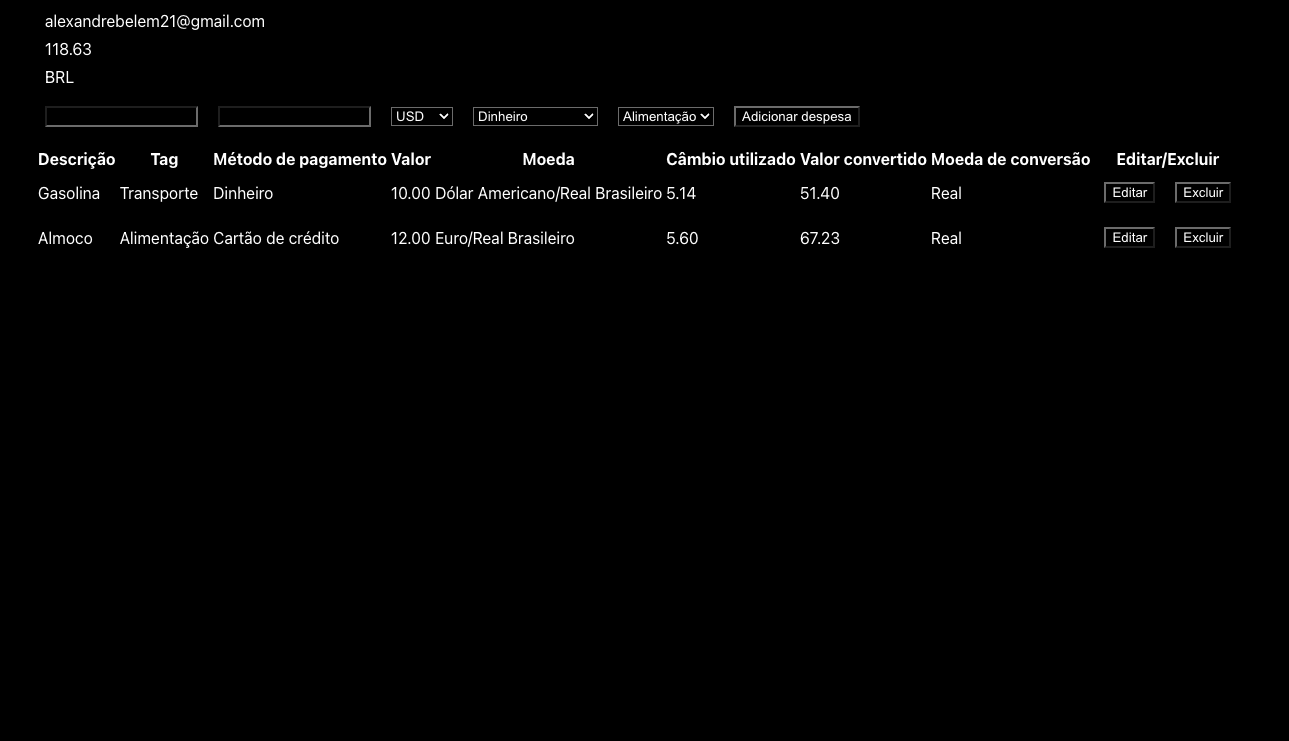 alexandrebelem21@gmail.com
118.63
BRL
USD Dinheiro Alimentação Adicionar despesa
Descrição Tag Método de pagamento Valor Moeda Câmbio utilizado Valor convertido Moeda de conversão Editar/Excluir
Gasolina Transporte Dinheiro 10.00 Dólar Americano/Real Brasileiro 5.14 51.40 Real Editar Excluir
Almoco Alimentação Cartão de crédito 12.00 Euro/Real Brasileiro 5.60 67.23 Real Editar Excluir